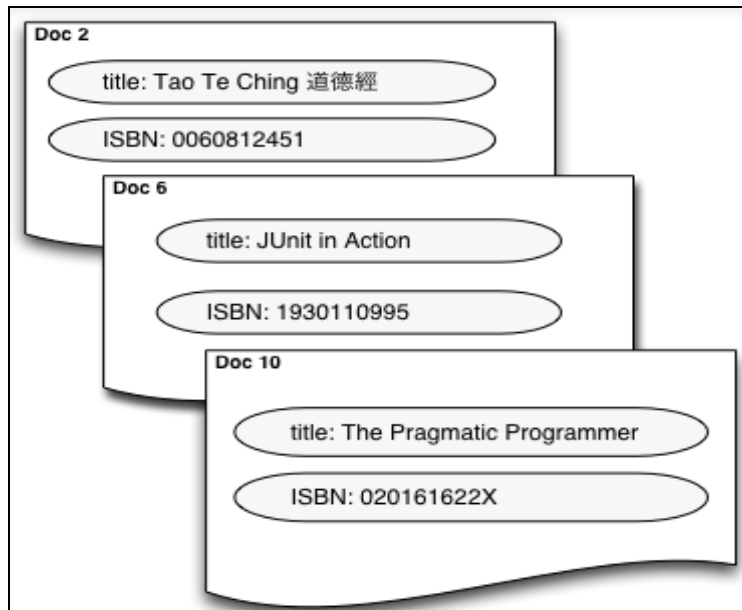 Doc 2
title: Tao Te Ching 道德經
ISBN: 0060812451
Doc 6
title: JUnit in Action
ISBN: 1930110995
Doc 10
title: The Pragmatic Programmer
ISBN: 020161622X